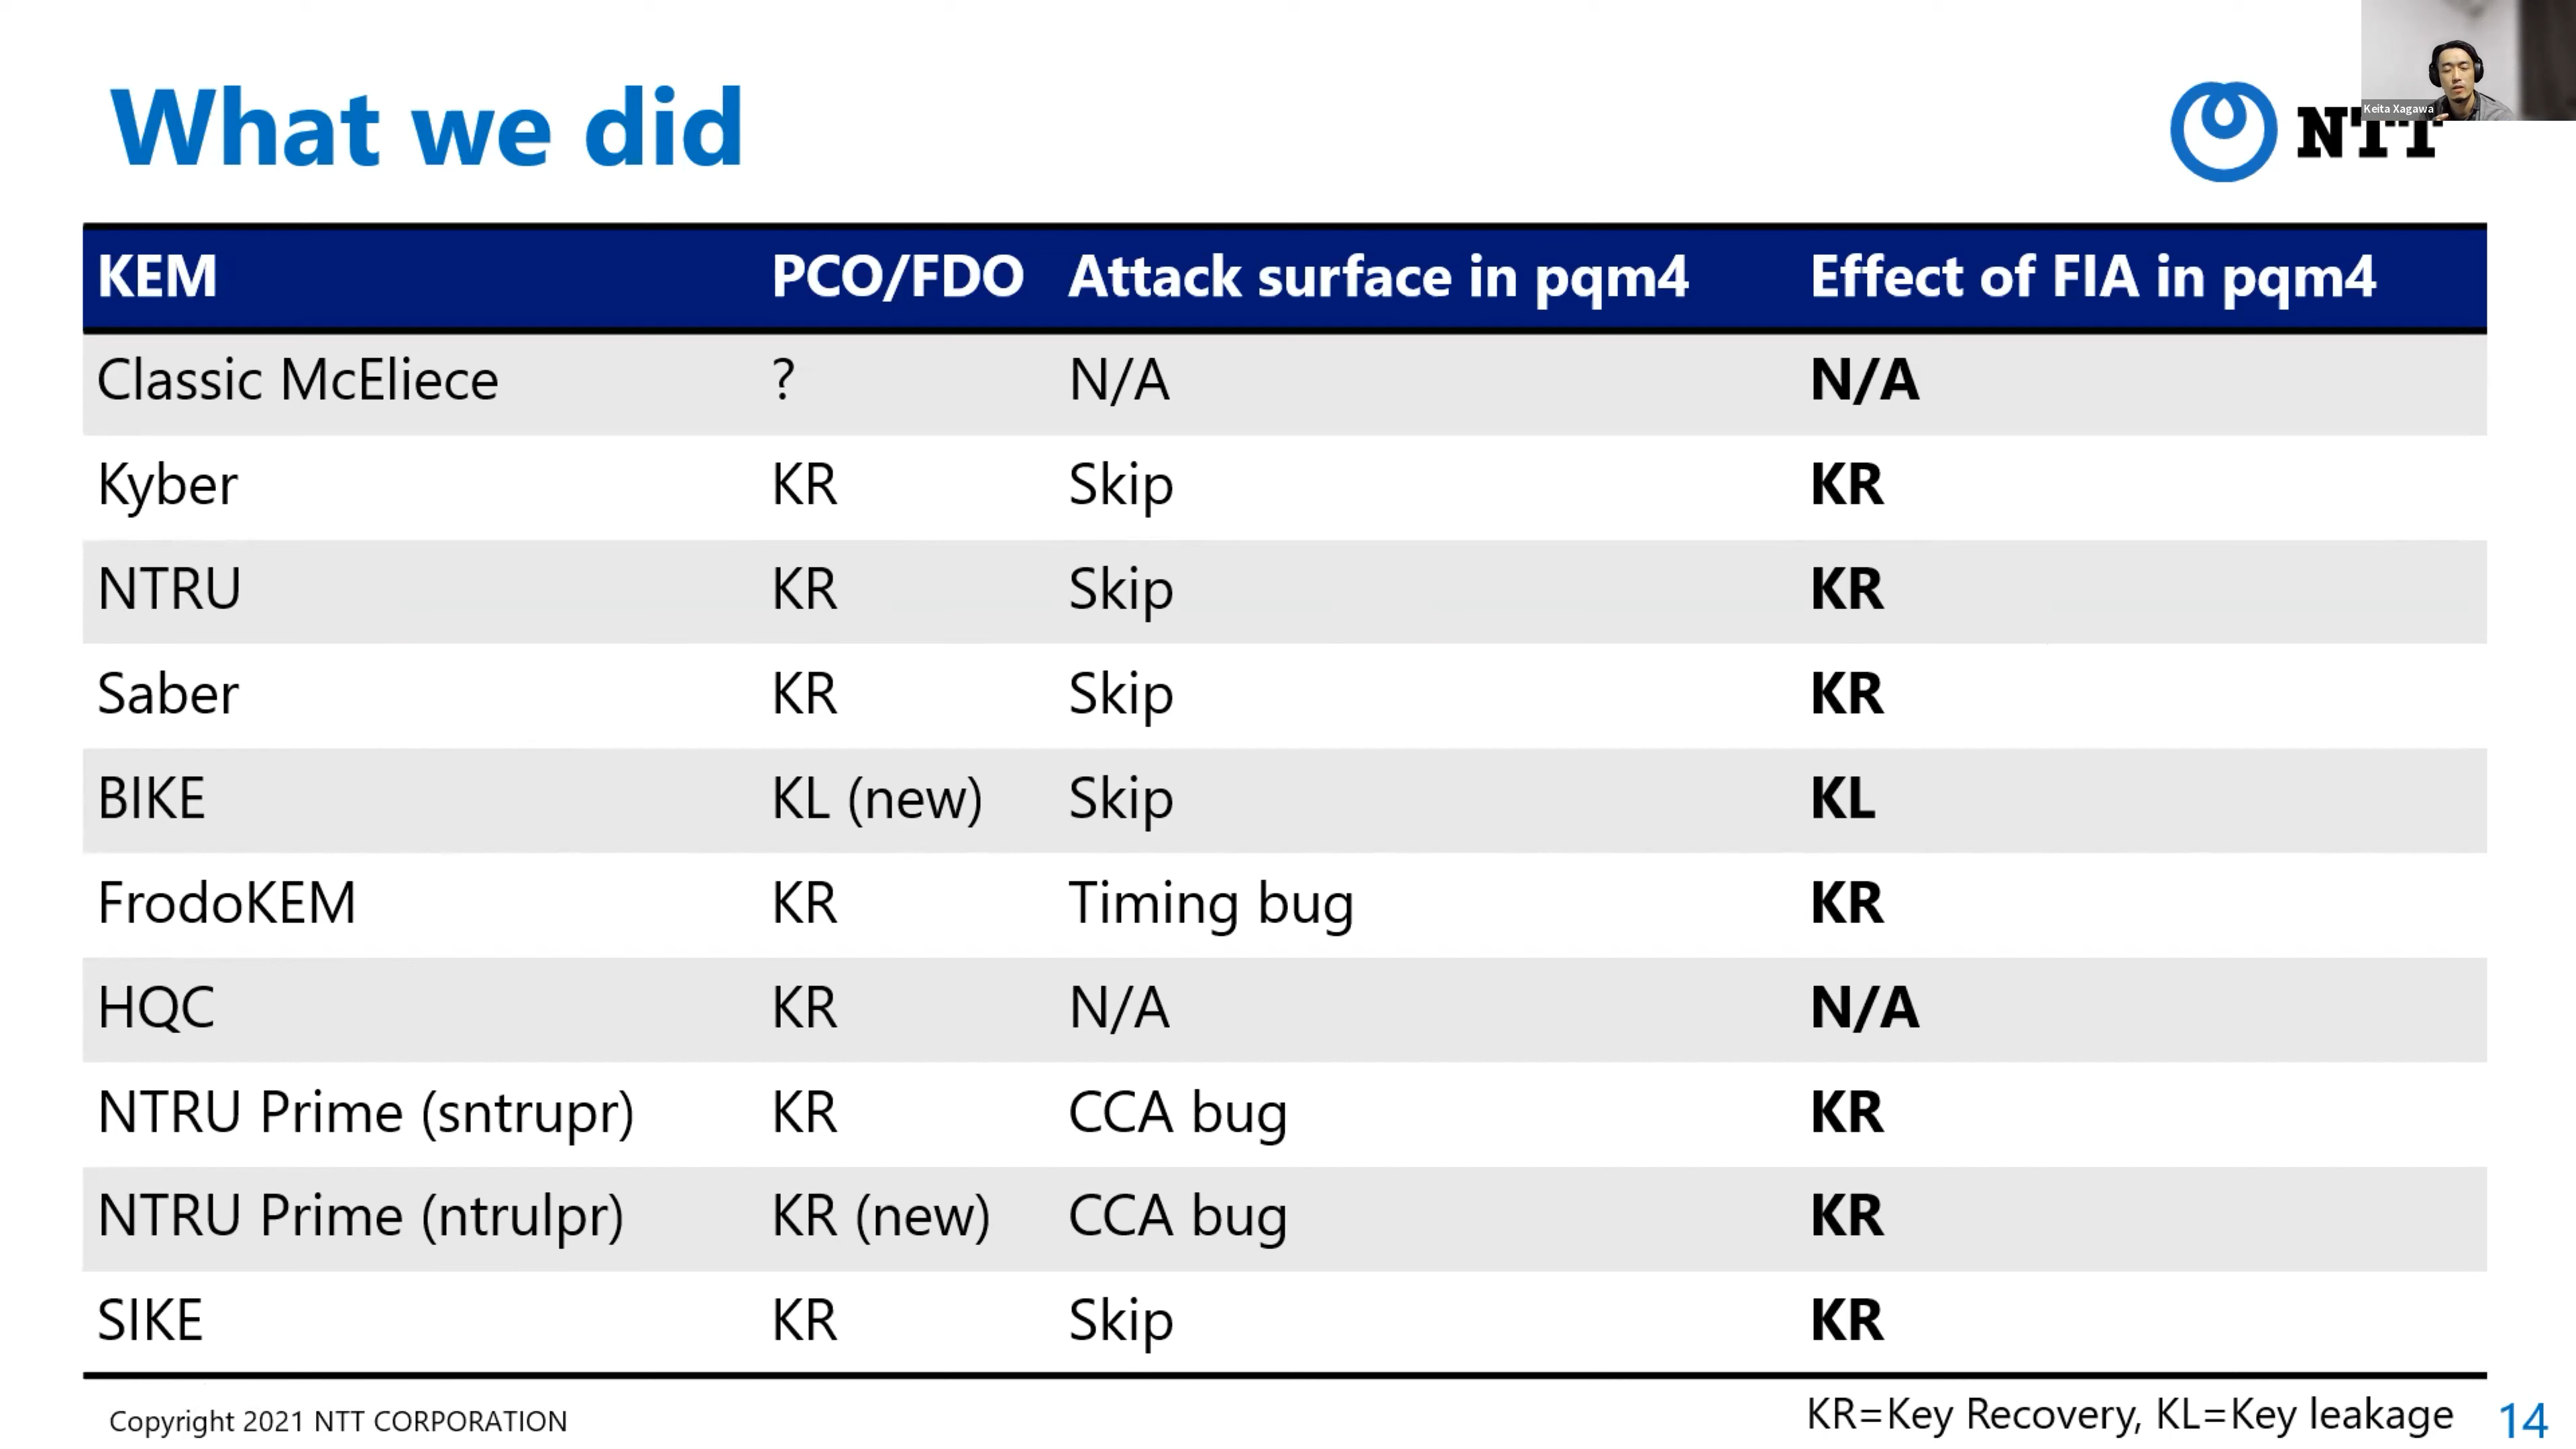 What we did
NTT
Keita Xagawa
KEM PCO/FDO Attack surface in pqm4 Effect of FIA in pqm4
Classic McEliece ? N/A N/A
Kyber KR Skip KR
NTRU KR Skip KR
Saber KR Skip KR
BIKE KL (new) Skip KL
FrodoKEM KR Timing bug KR
HQC KR N/A N/A
NTRU Prime (sntrupr) KR CCA bug KR
NTRU Prime (ntrulpr) KR (new) CCA bug KR
SIKE KR Skip KR
Copyright 2021 NTT CORPORATION
KR=Key Recovery, KL=Key leakage
14